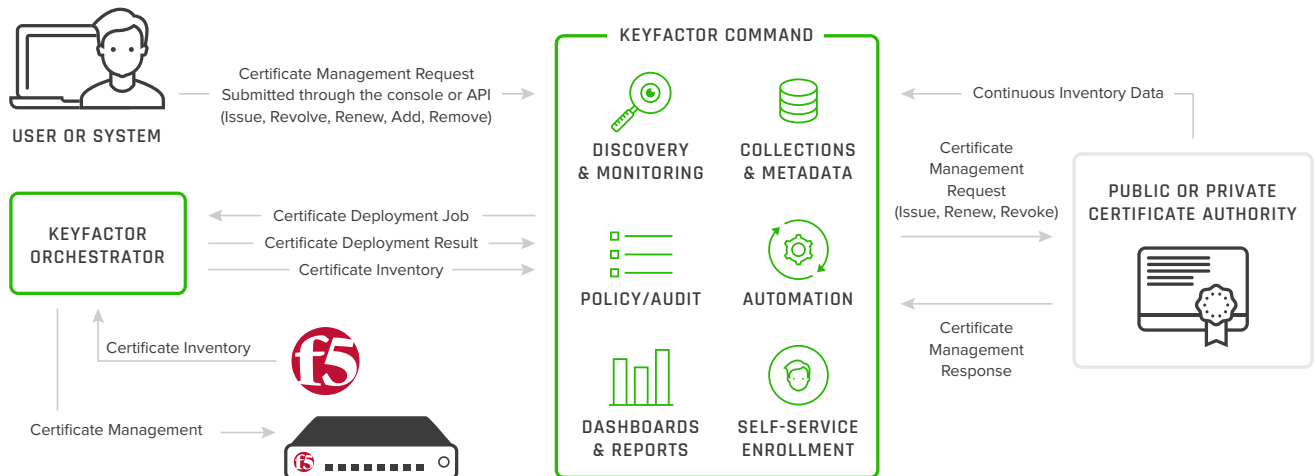 KEYFACTOR COMMAND
USER OR SYSTEM
Certificate Management Request
Submitted through the console or API
(Issue, Revolve, Renew, Add, Remove)
DISCOVERY
& MONITORING
COLLECTIONS
& METADATA
Continuous Inventory Data
Certificate
Management
Request
(Issue, Renew, Revoke)
PUBLIC OR PRIVATE
CERTIFICATE AUTHORITY
KEYFACTOR
ORCHESTRATOR
Certificate Deployment Job
Certificate Deployment Result
Certificate Inventory
POLICY/AUDIT
AUTOMATION
Certificate
Management
Response
Certificate Inventory
f5
Certificate Management
f5
DASHBOARDS
& REPORTS
SELF-SERVICE
ENROLLMENT